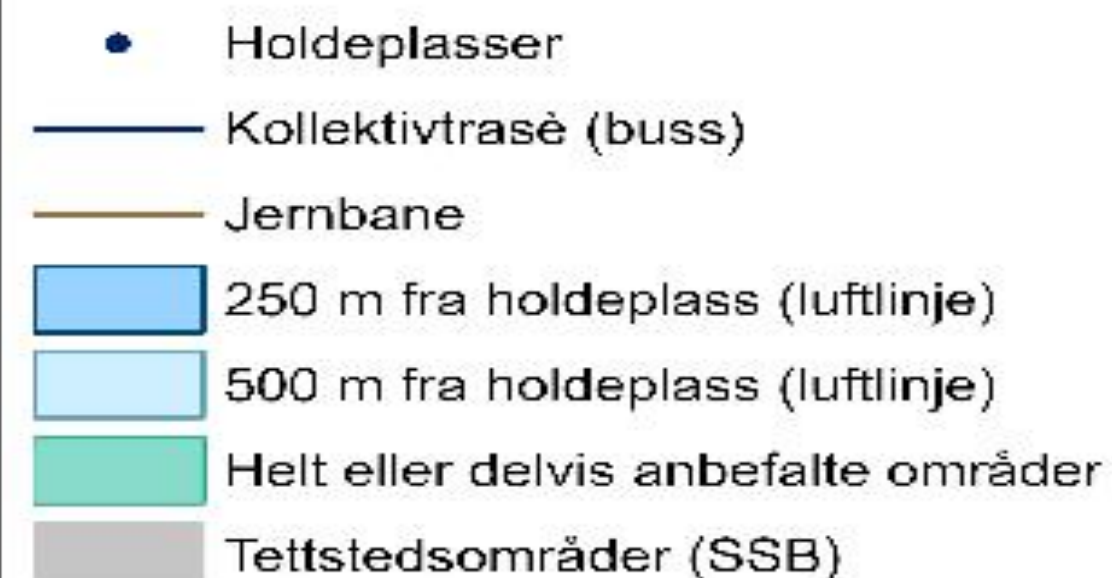 Holdeplasser
Kollektivtrasè (buss)
Jernbane
250 m fra holdeplass (luftlinje)
500 m fra holdeplass (luftlinje)
Helt eller delvis anbefalte områder
Tettstedsområder (SSB)